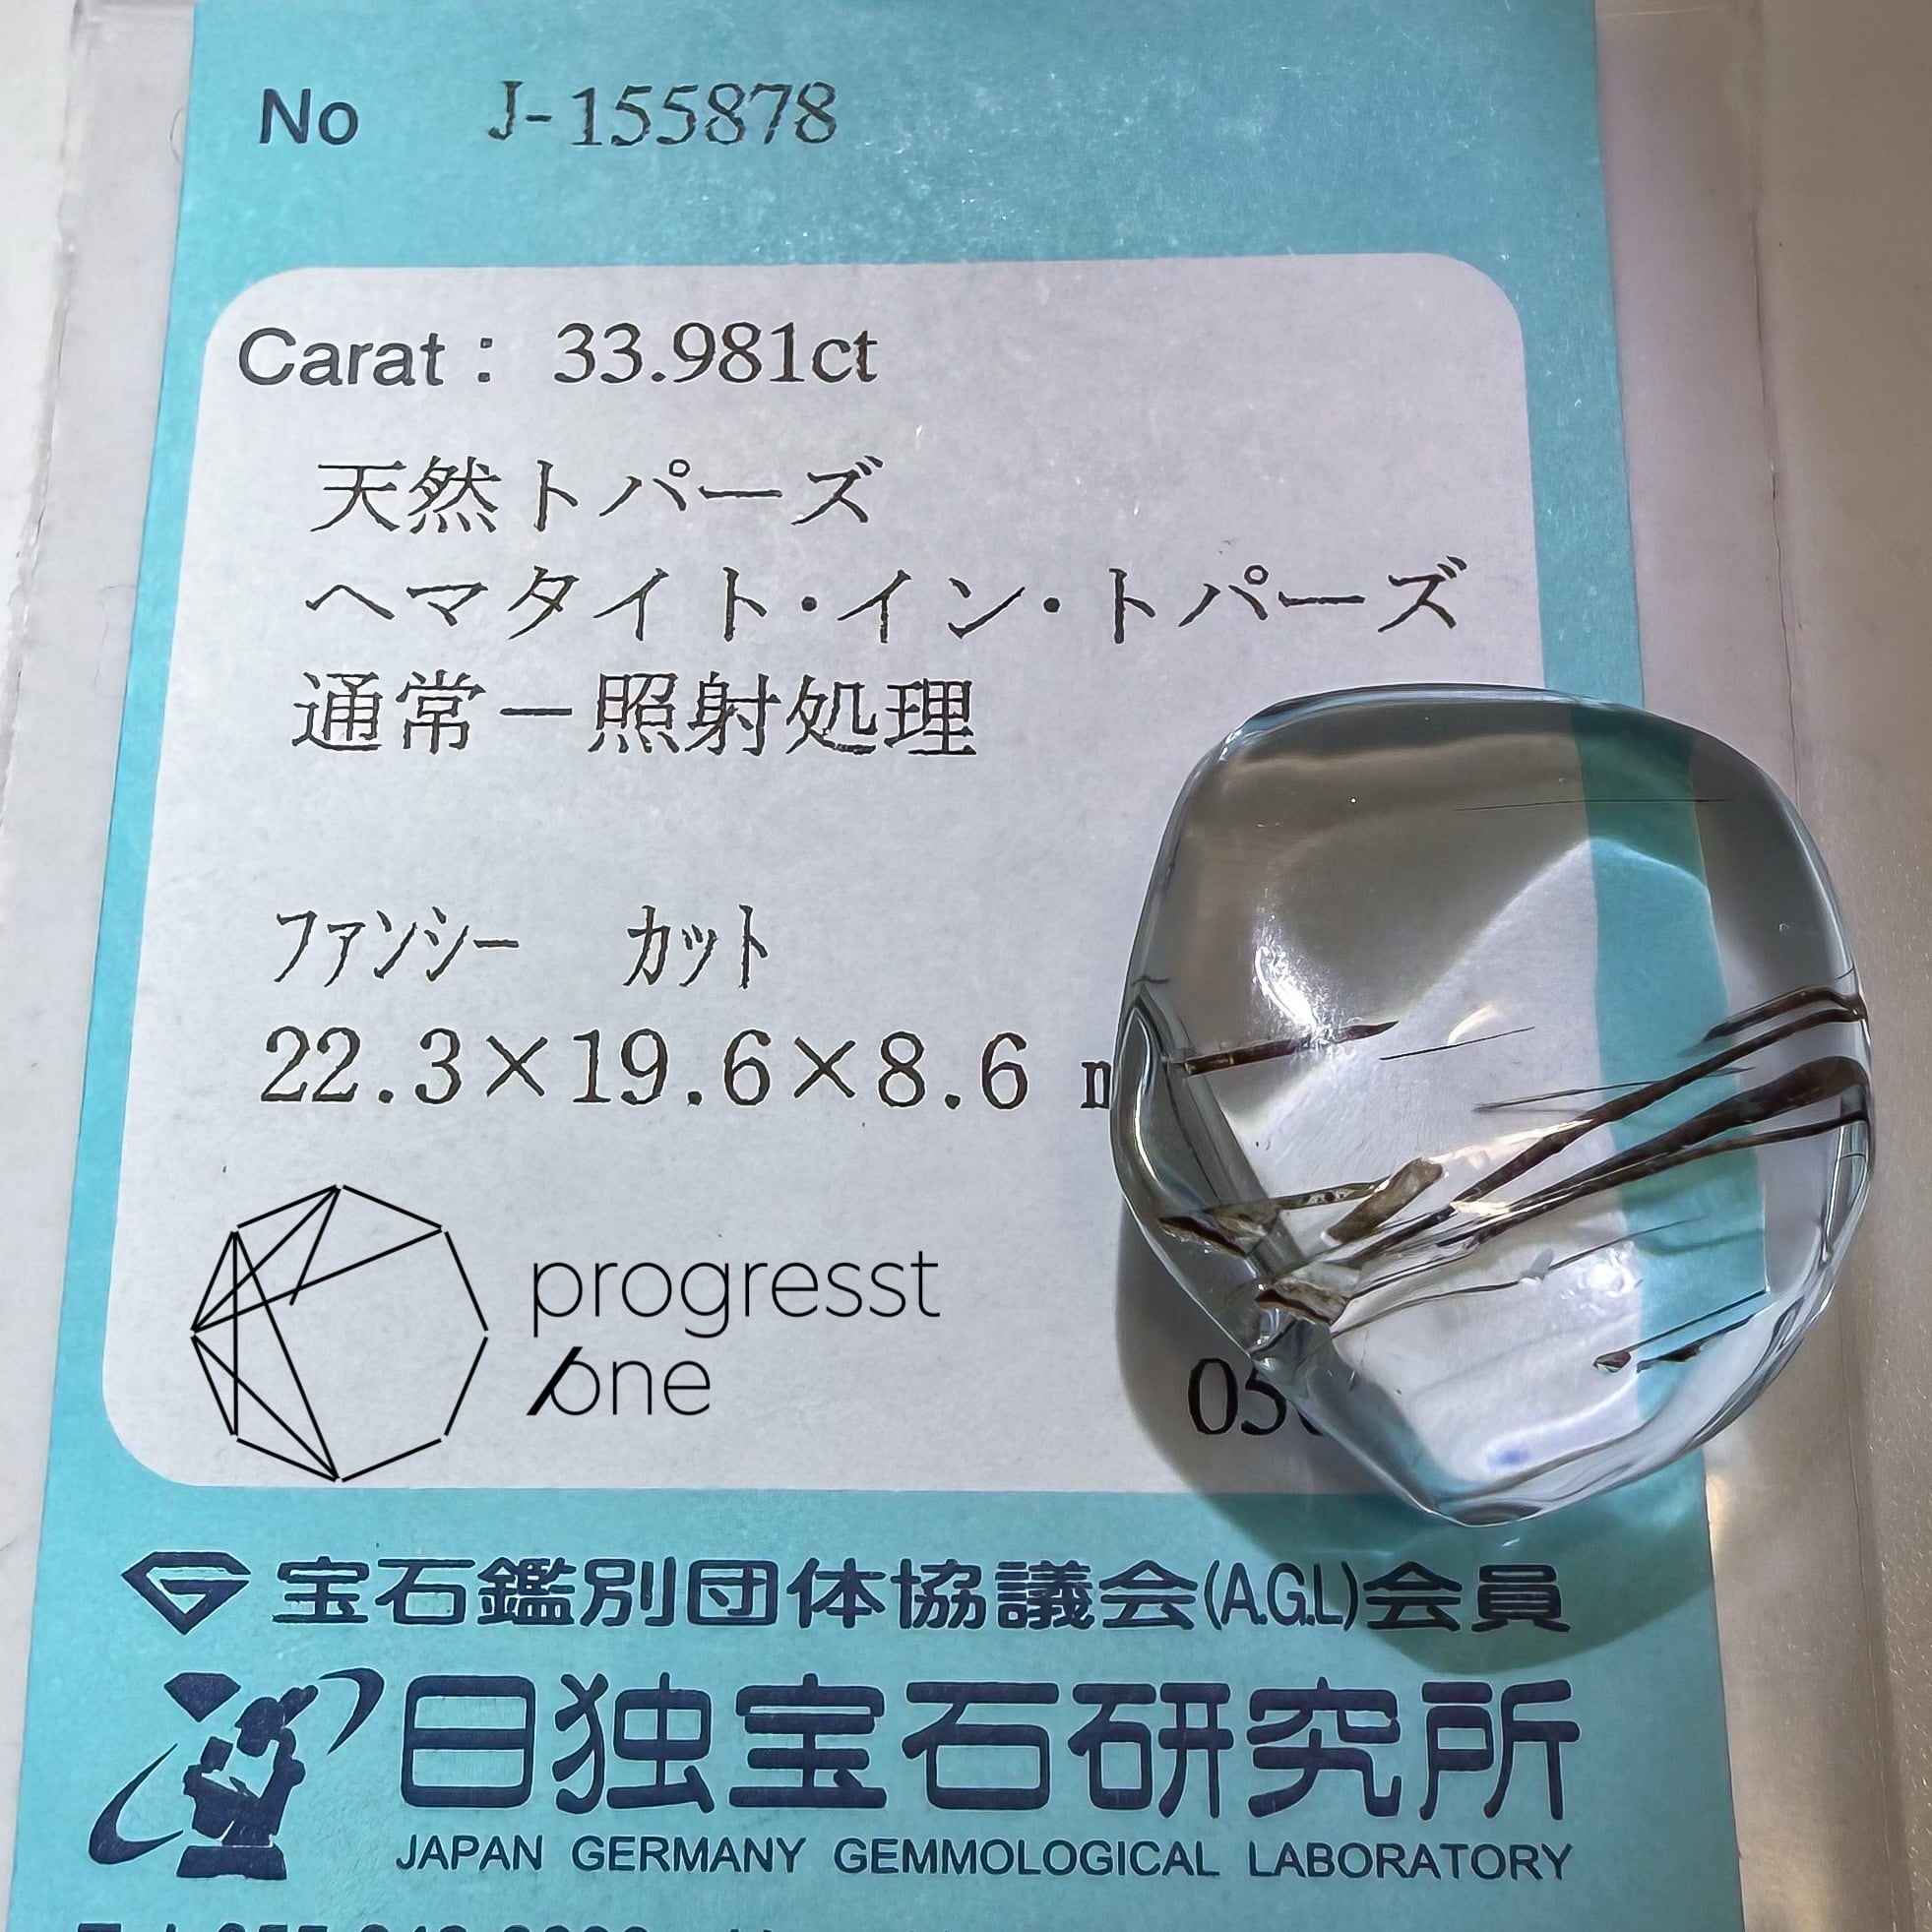 No J-155878
Carat : 33.981ct
天然トパーズ
ヘマタイト・イン・トパーズ
通常－照射処理
ファンシー カット
22.3×19.6×8.6
progresst
one
宝石鑑別団体協議会(A.G.L)会員
日独宝石研究所
JAPAN GERMANY GEMMOLOGICAL LABORATORY